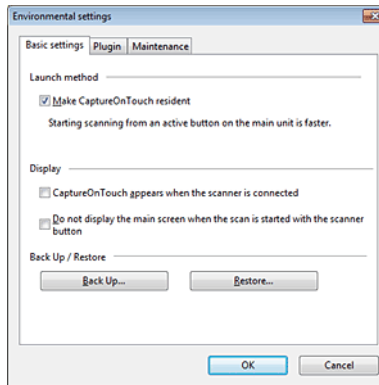 Environmental settings
Basic settings Plugin Maintenance
Launch method
Make CaptureOnTouch resident
Starting scanning from an active button on the main unit is faster.
Display
CaptureOnTouch appears when the scanner is connected
Do not display the main screen when the scan is started with the scanner
button
Back Up / Restore
Back Up... Restore...
OK Cancel